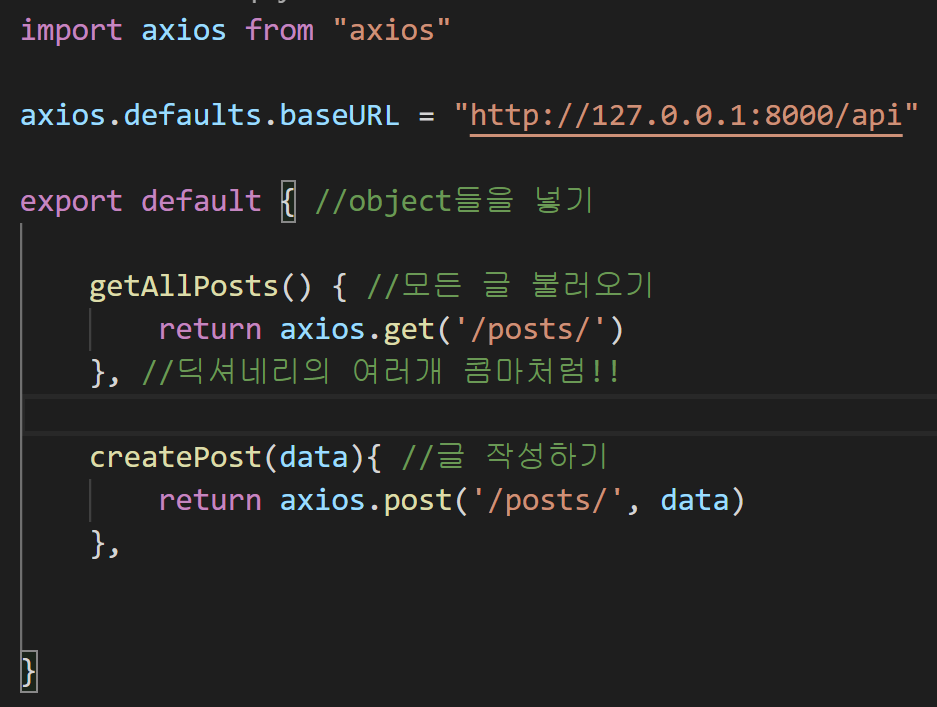 import axios from "axios"
axios.defaults.baseURL = "http://127.0.0.1:8000/api"
export default { //object들을 넣기
getAllPosts() { //모든 글 불러오기
return axios.get('/posts/')
}, //딕셔네리의 여러개 콤마처럼!!
createPost(data){ //글 작성하기
return axios.post('/posts/', data)
},
}